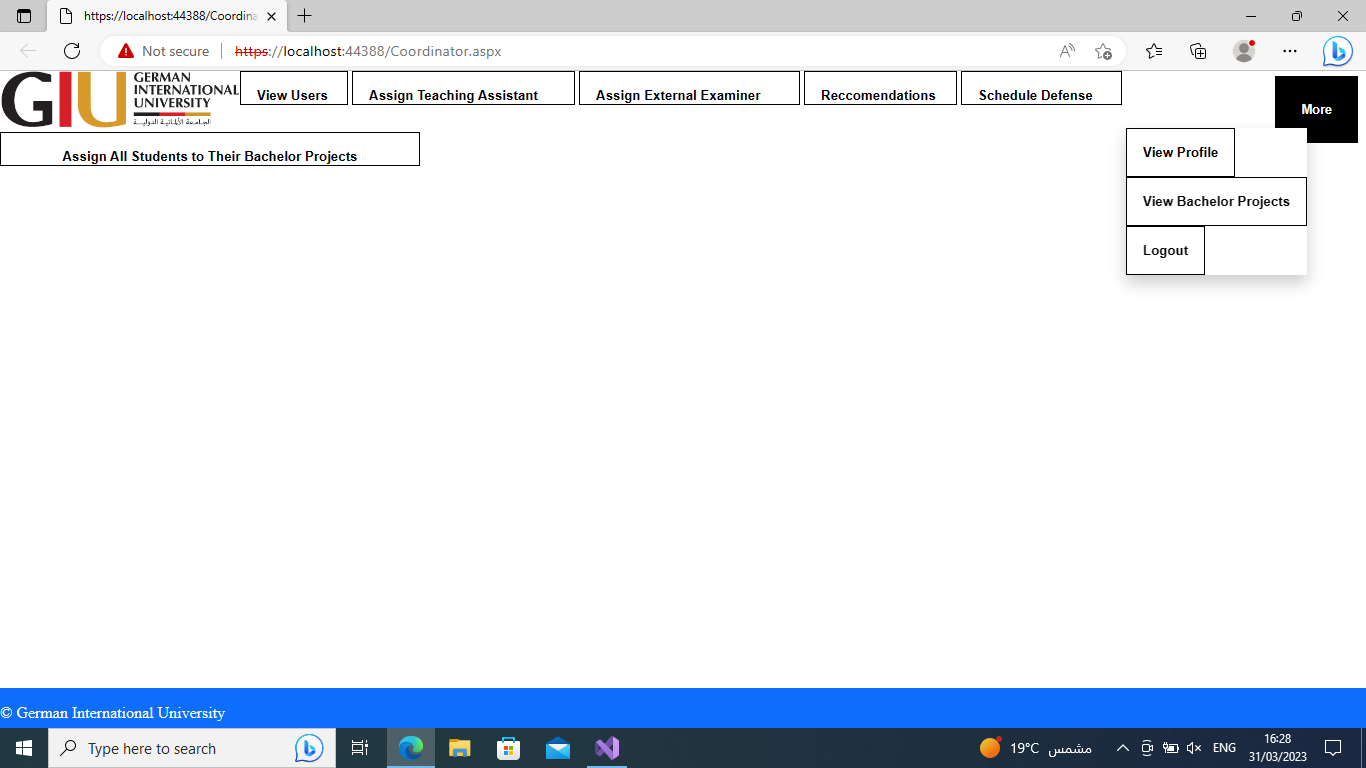 https://localhost:44388/Coordina
Not secure
https://localhost:44388/Coordinator.aspx
GIU
GERMAN
INTERNATIONAL
UNIVERSITY
الجامعة الألمانية الدولية
View Users
Assign Teaching Assistant
Assign External Examiner
Reccomendations
Schedule Defense
More
Assign All Students to Their Bachelor Projects
View Profile
View Bachelor Projects
Logout
© German International University
Type here to search
19°C مشمس
ENG
16:28
31/03/2023